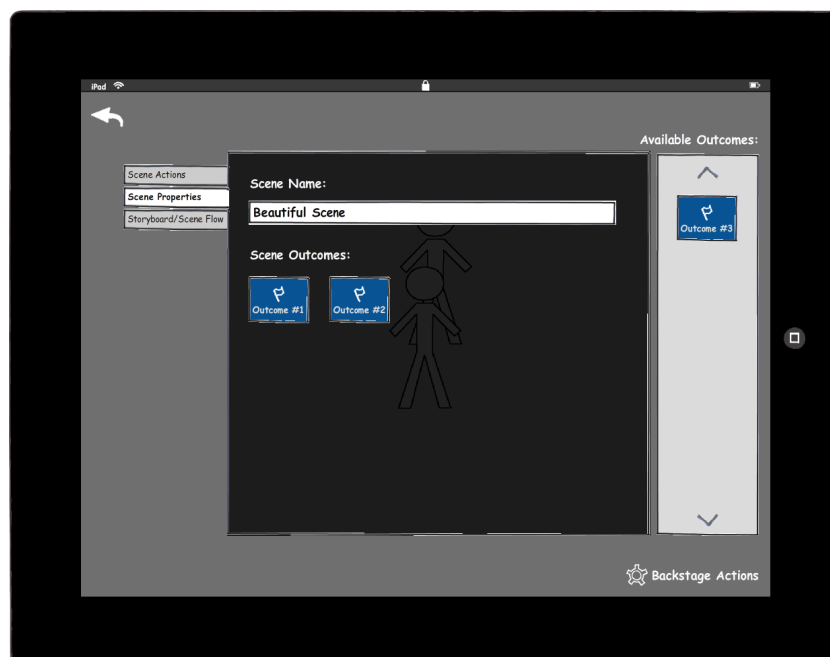 iPad
Available Outcomes:
Scene Actions
Scene Properties
Storyboard/Scene Flow
Scene Name:
Beautiful Scene
Scene Outcomes:
Outcome #1
Outcome #2
Outcome #3
Backstage Actions